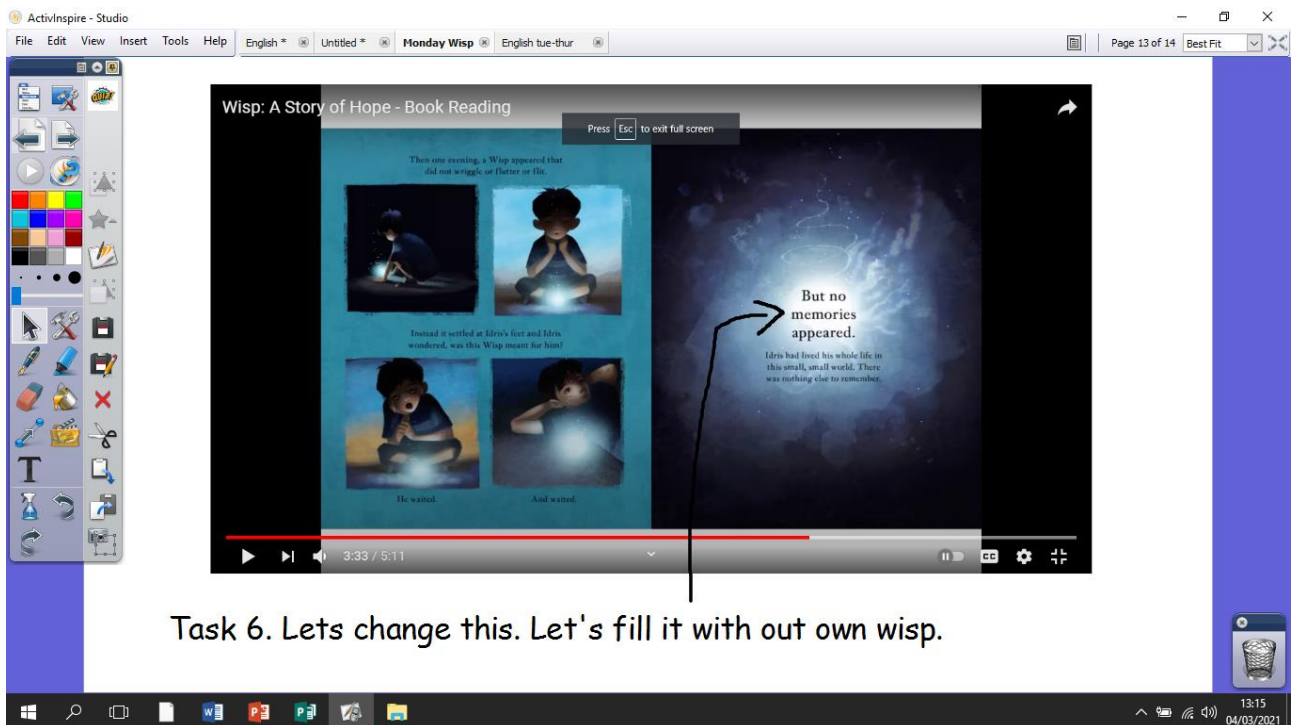 ActivInspire - Studio
File Edit View Insert Tools Help
English * Untitled * Monday Wisp English tue-thur
Page 13 of 14 Best Fit
QUIZ
Wisp: A Story of Hope - Book Reading
Press Esc to exit full screen
Then one evening, a Wisp appeared that
did not wriggle or flutter or flit.
Instead it settled at Idris's feet and Idris
wondered, was this Wisp meant for him?
He waited.
And waited.
But no
memories
appeared.
Idris had lived his whole life in
this small, small world. There
was nothing else to remember.
3:33 / 5:11
CC
Task 6. Lets change this. Let's fill it with out own wisp.
13:15
04/03/2021